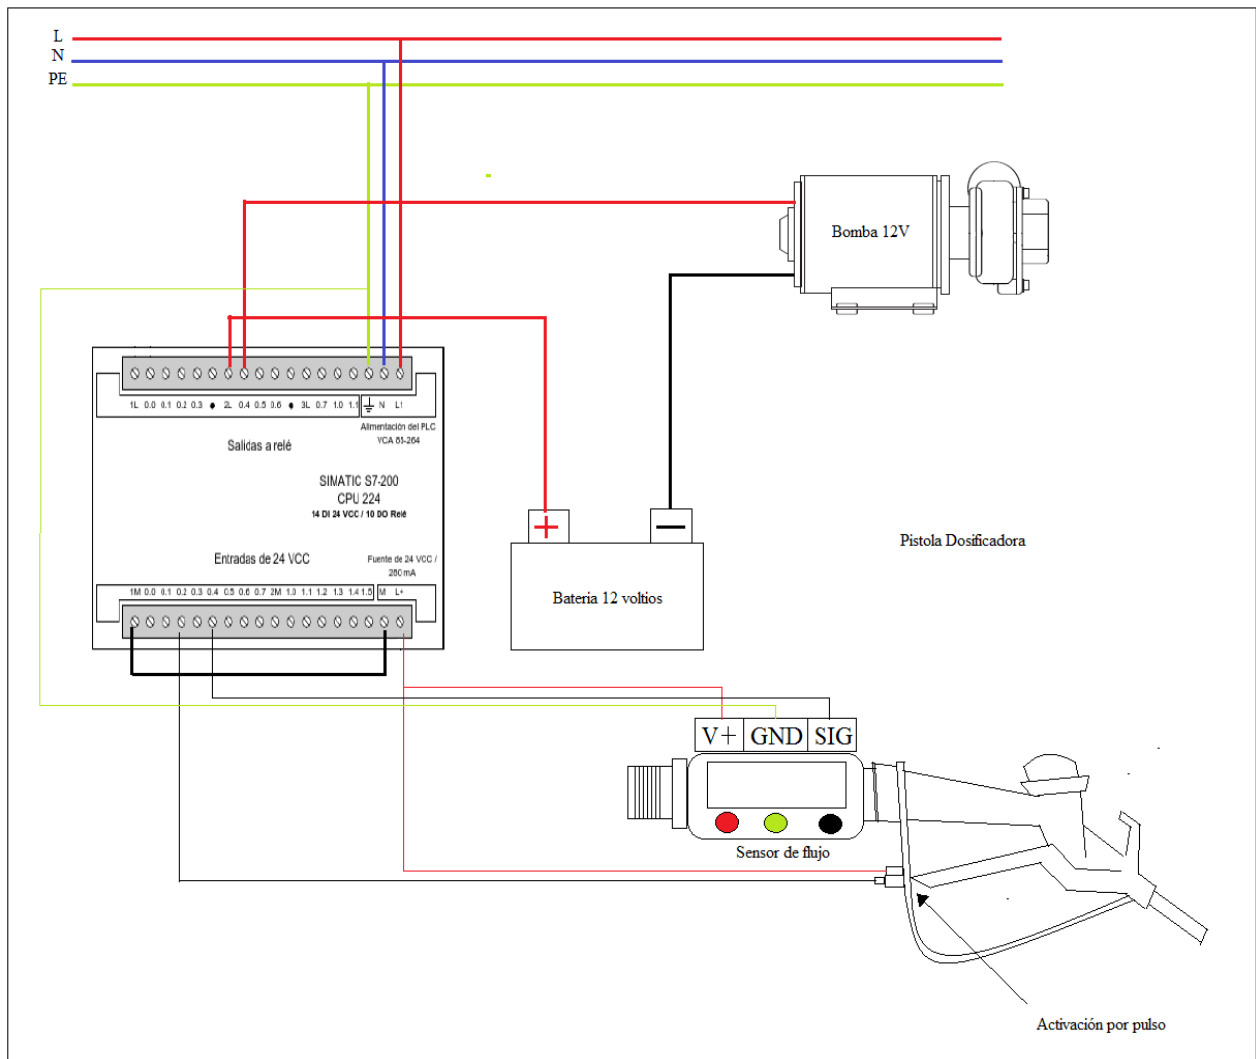 L
N
PE
Bomba 12V
1L 0.0 0.1 0.2 0.3 ● 2L 0.4 0.5 0.6 ● 3L 0.7 1.0 1.1 N L1
Alimentación del PLC
VCA 85-264
Salidas a relé
SIMATIC S7-200
CPU 224
14 DI 24 VCC / 10 DO Relé
Entradas de 24 VCC
Fuente de 24 VCC /
280 mA
1M 0.0 0.1 0.2 0.3 0.4 0.5 0.6 0.7 2M 1.0 1.1 1.2 1.3 1.4 1.5 M L+
+ −
Bateria 12 voltios
Pistola Dosificadora
V+ GND SIG
Sensor de flujo
Activación por pulso